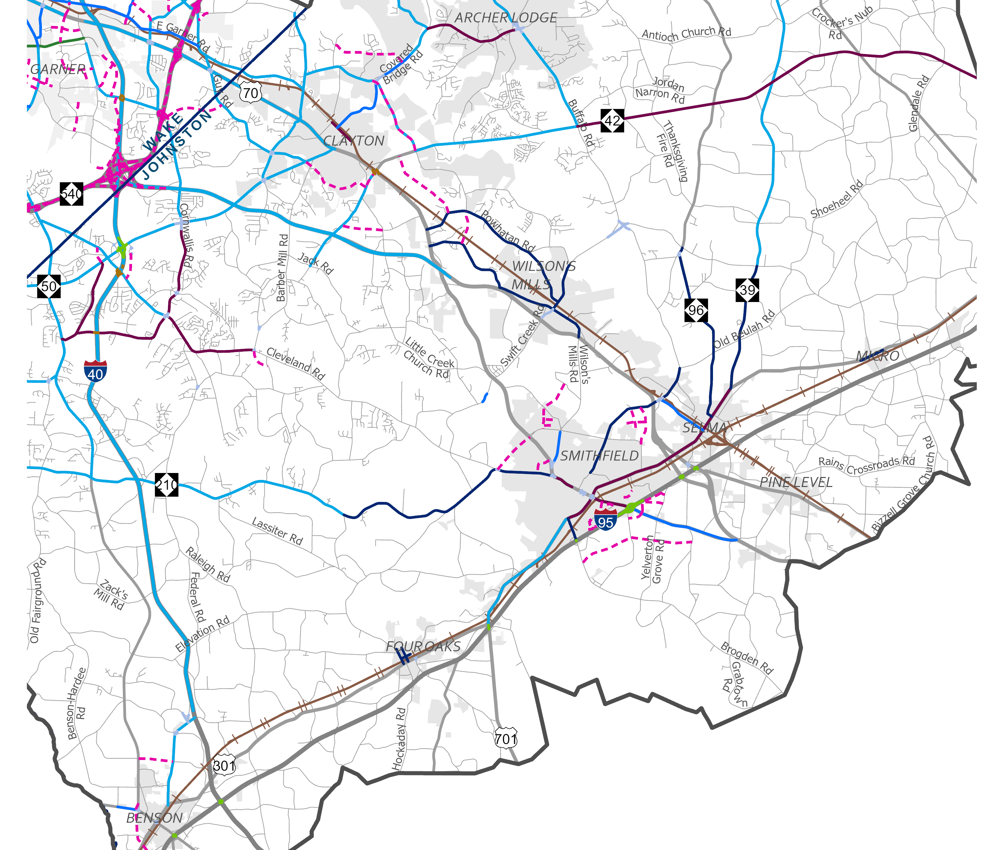 ARCHER LODGE
Crocker's Nub
Rd
E Garner Rd
Antioch Church Rd
Covered
Bridge Rd
GARNER
Guy Rd
70
Jordan
Narron Rd
Glendale Rd
Buffalo Rd
42
WAKE
JOHNSTON
CLAYTON
Thanksgiving
Fire Rd
540
Shoeheel Rd
Cornwallis Rd
Powhatan Rd
Barber Mill Rd
Jack Rd
WILSON'S
MILLS
50
39
96
Old Beulah Rd
Swift Creek Rd
Little Creek
Church Rd
Cleveland Rd
Wilson's
Mills Rd
MICRO
40
SELMA
SMITHFIELD
Rains Crossroads Rd
Bizzell Grove Church Rd
PINE LEVEL
210
95
Lassiter Rd
Yelverton
Grove Rd
Raleigh Rd
Old Fairground Rd
Zack's
Mill Rd
Federal Rd
Elevation Rd
FOUR OAKS
Brogden Rd
Grabtown
Rd
Benson-Hardee
Rd
Hockaday Rd
701
301
BENSON